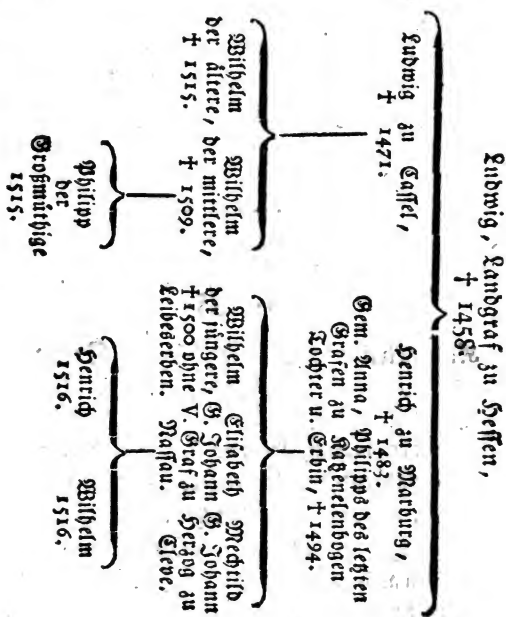 Ludwig, Landgraf zu Hessen,
† 1458.
Ludwig zu Cassel,
† 1471.
Henrich zu Marburg,
† 1483.
Gem. Anna, Philipps des letzten
Grafen zu Katzenelenbogen
Tochter u. Erbin, † 1494.
Wilhelm
der ältere,
† 1515.
Wilhelm
der mittlere,
† 1509.
Wilhelm
der jüngere,
† 1500 ohne
Leibeserben.
Elisabeth
G. Johann
V. Graf zu
Nassau.
Mechtild
G. Johann
Herzog zu
Cleve.
Philipp
der
Großmüthige
1515.
Henrich
1516.
Wilhelm
1516.